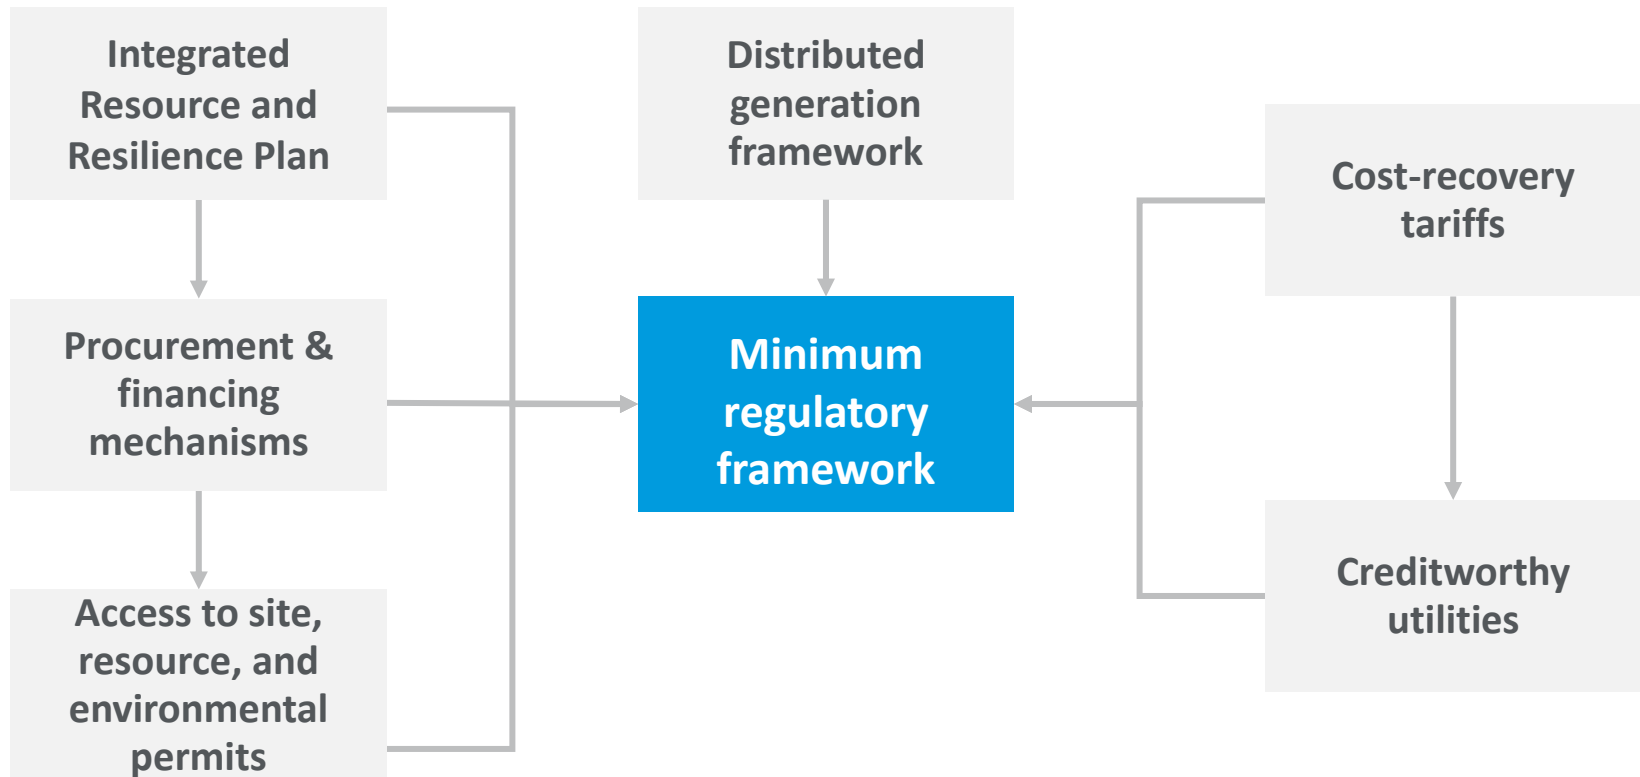 Integrated
Resource and
Resilience Plan
Distributed
generation
framework
Cost-recovery
tariffs
Procurement &
financing
mechanisms
Minimum
regulatory
framework
Creditworthy
utilities
Access to site,
resource, and
environmental
permits